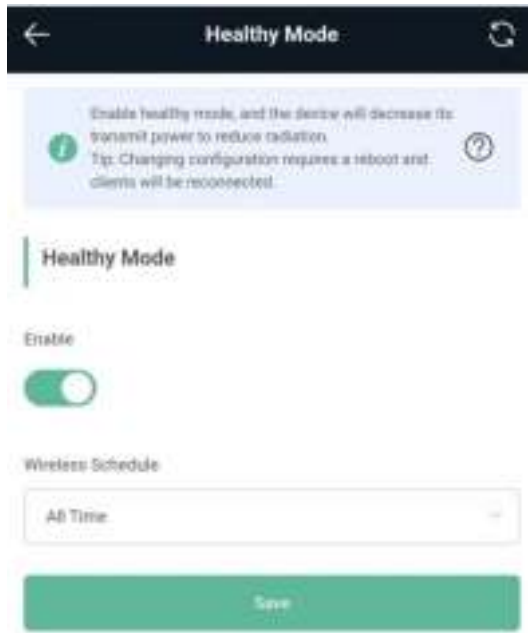 Healthy Mode
Enable healthy mode, and the device will decrease its
transmit power to reduce radiation.
Tip: Changing configuration requires a reboot and
clients will be reconnected.
Healthy Mode
Enable
Wireless Schedule
All Time
Save